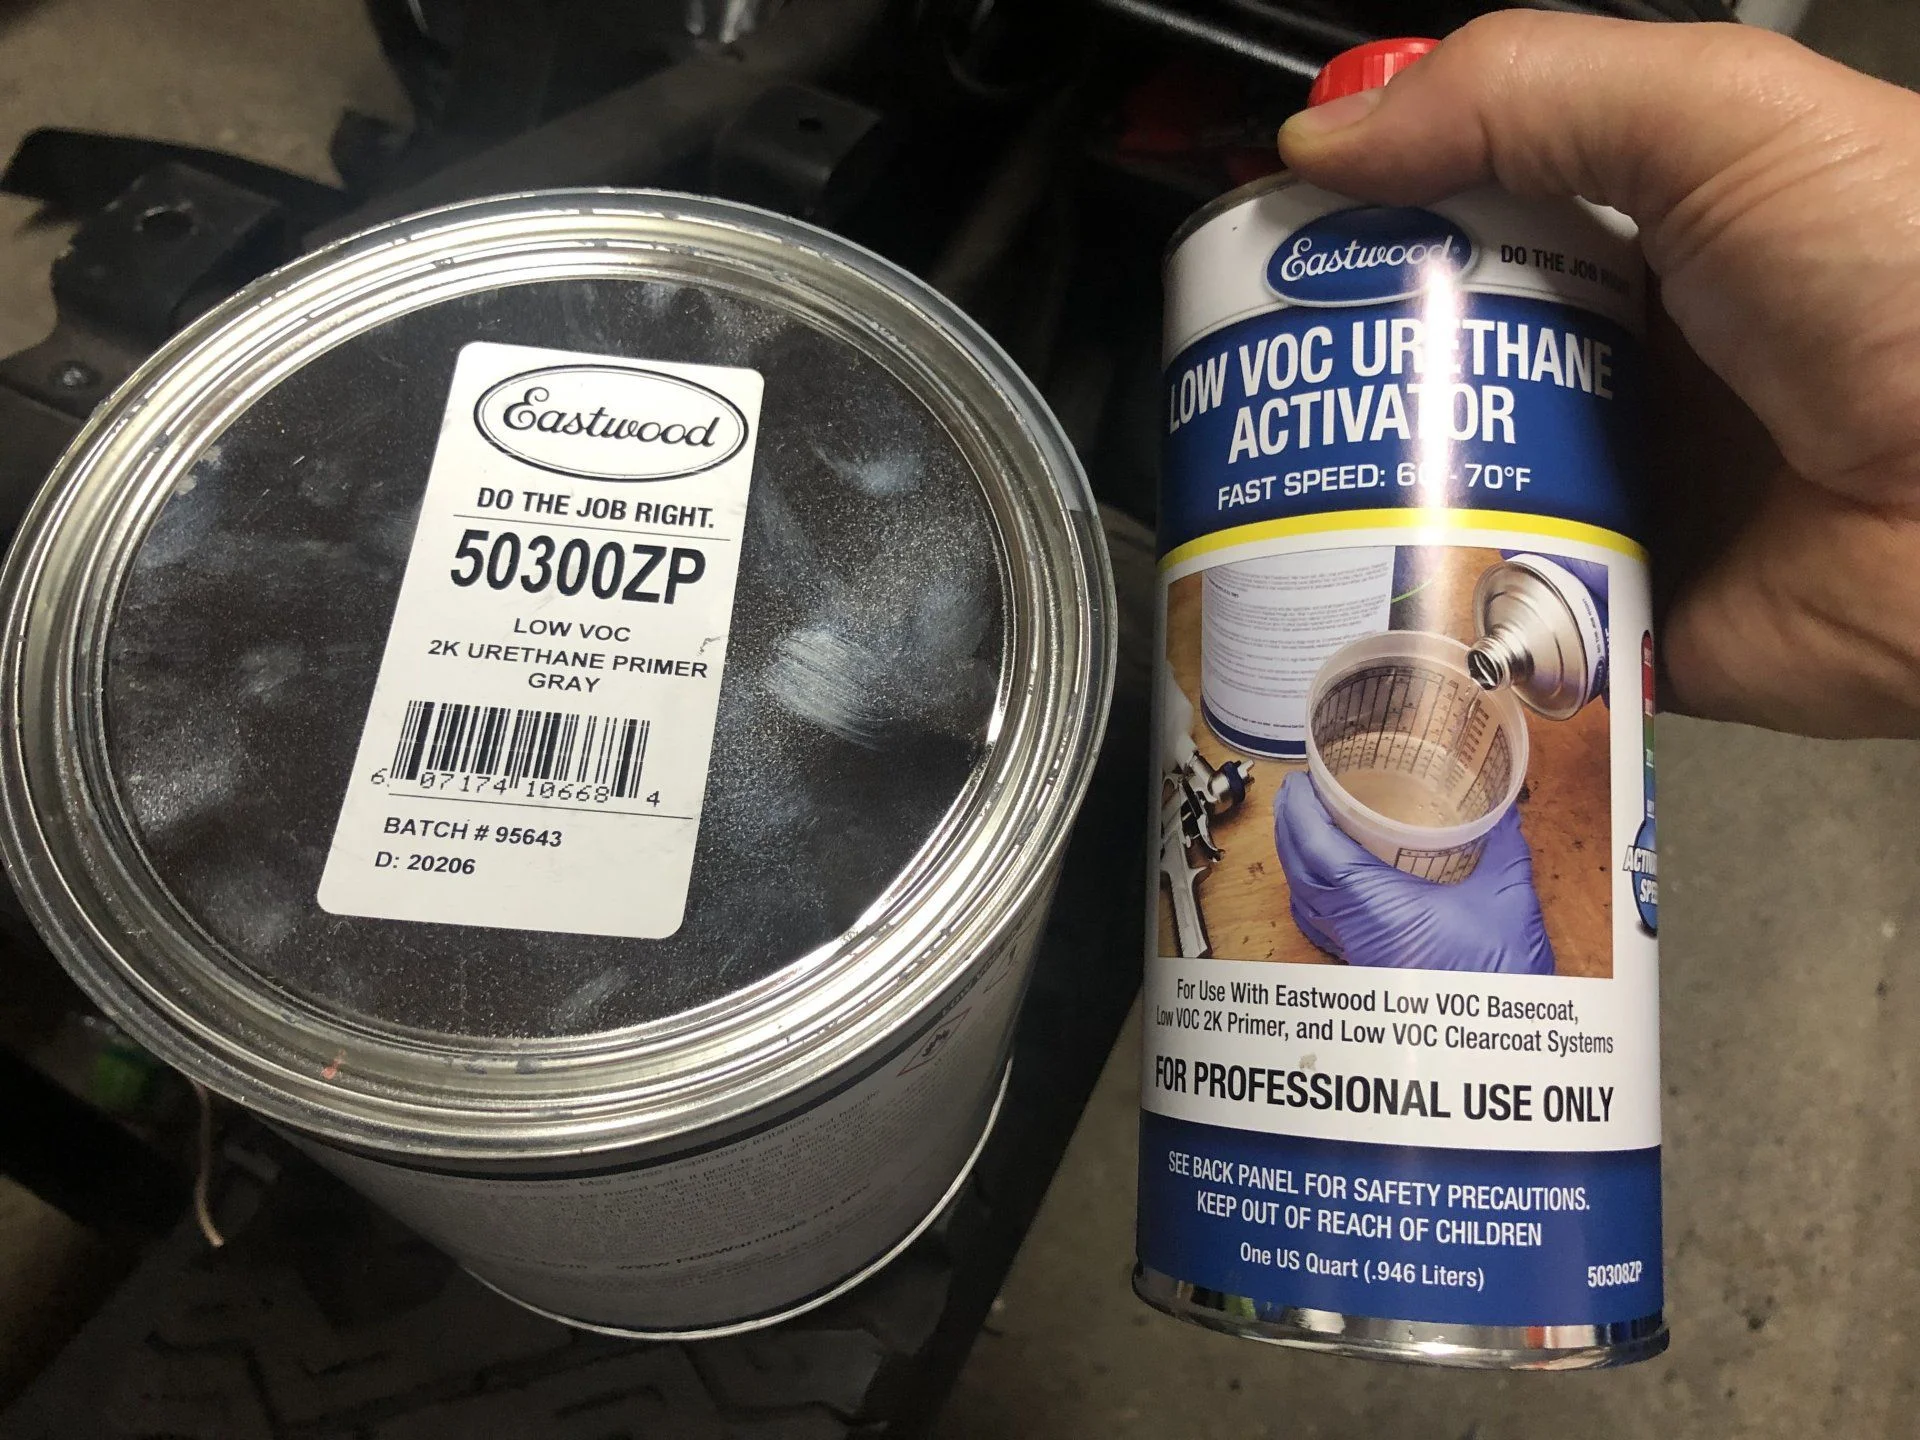 Eastwood
DO THE JOB RIGHT.
50300ZP
LOW VOC
2K URETHANE PRIMER
GRAY
6 07174 10668 4
BATCH # 95643
D: 20206
Eastwood
DO THE JOB
LOW VOC URETHANE
ACTIVATOR
FAST SPEED: 60 - 70°F
For Use With Eastwood Low VOC Basecoat,
Low VOC 2K Primer, and Low VOC Clearcoat Systems
FOR PROFESSIONAL USE ONLY
SEE BACK PANEL FOR SAFETY PRECAUTIONS.
KEEP OUT OF REACH OF CHILDREN
One US Quart (.946 Liters)
50308ZP